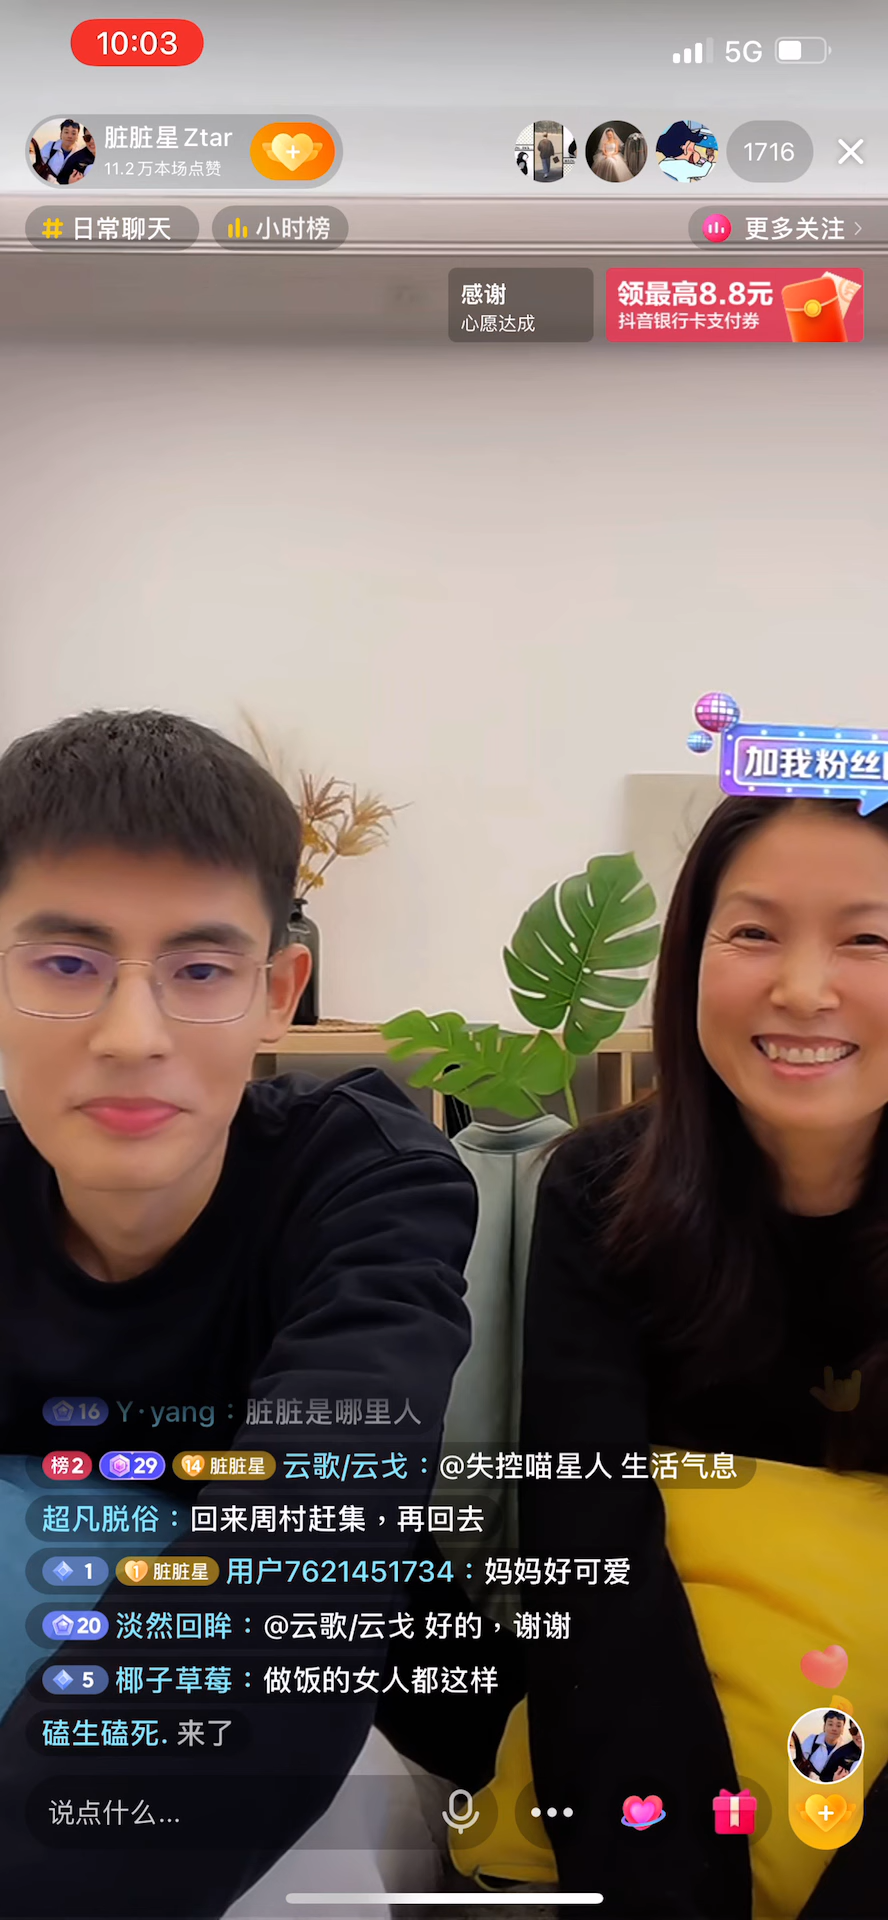 10:03
5G
脏脏星Ztar
11.2万本场点赞
1716
日常聊天
小时榜
更多关注
感谢
心愿达成
领最高8.8元
抖音银行卡支付券
加我粉丝
16 Y·yang：脏脏是哪里人
榜2 29 14 脏脏星 云歌/云戈：@失控喵星人 生活气息
超凡脱俗：回来周村赶集，再回去
1 1 脏脏星 用户7621451734：妈妈好可爱
20 淡然回眸：@云歌/云戈 好的，谢谢
5 椰子草莓：做饭的女人都这样
磕生磕死. 来了
说点什么...